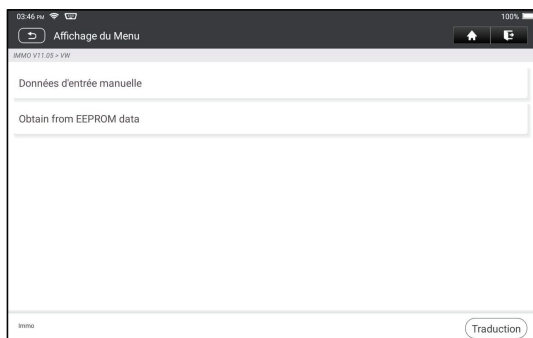 03:46 PM 100%
Affichage du Menu
IMMO V11.05 > VW
Données d'entrée manuelle
Obtain from EEPROM data
Immo
Traduction